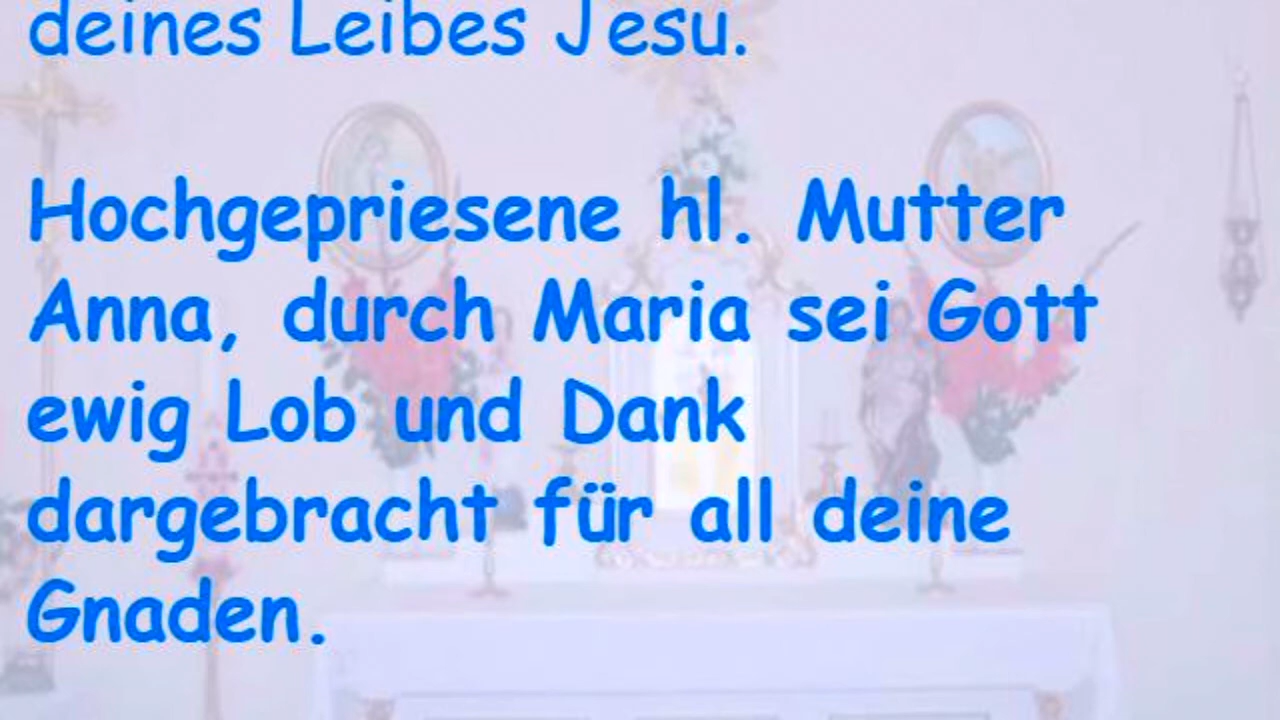 deines Leibes Jesu.
Hochgepriesene hl. Mutter
Anna, durch Maria sei Gott
ewig Lob und Dank
dargebracht für all deine
Gnaden.